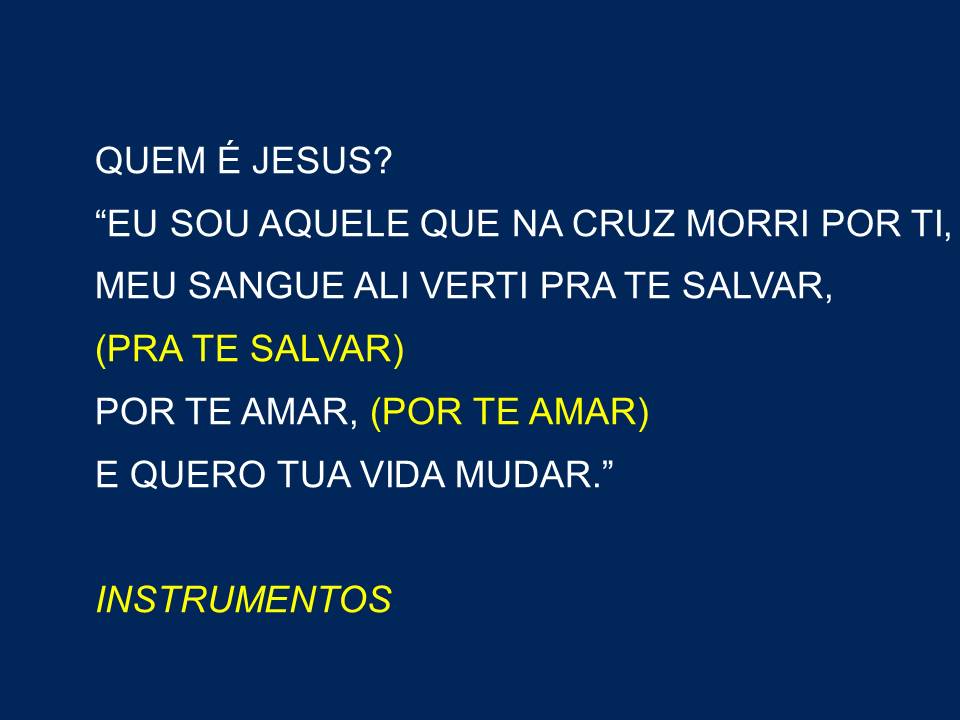 QUEM É JESUS?
“EU SOU AQUELE QUE NA CRUZ MORRI POR TI,
MEU SANGUE ALI VERTI PRA TE SALVAR,
(PRA TE SALVAR)
POR TE AMAR, (POR TE AMAR)
E QUERO TUA VIDA MUDAR.”
INSTRUMENTOS